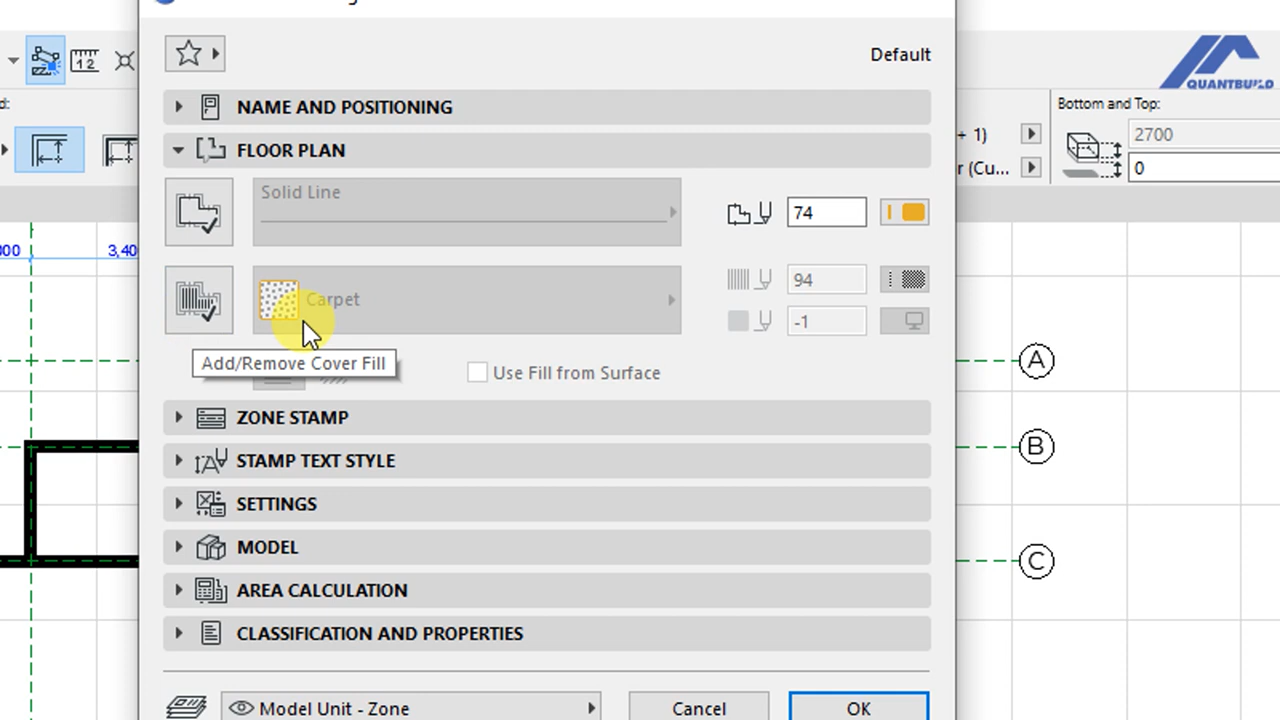 Default
QUANTBUILD
d:
Bottom and Top:
NAME AND POSITIONING
+ 1)
2700
r (Cu...
0
FLOOR PLAN
Solid Line
74
3,40
Carpet
94
-1
Add/Remove Cover Fill
Use Fill from Surface
A
ZONE STAMP
B
STAMP TEXT STYLE
SETTINGS
MODEL
C
AREA CALCULATION
CLASSIFICATION AND PROPERTIES
Model Unit - Zone
Cancel
OK